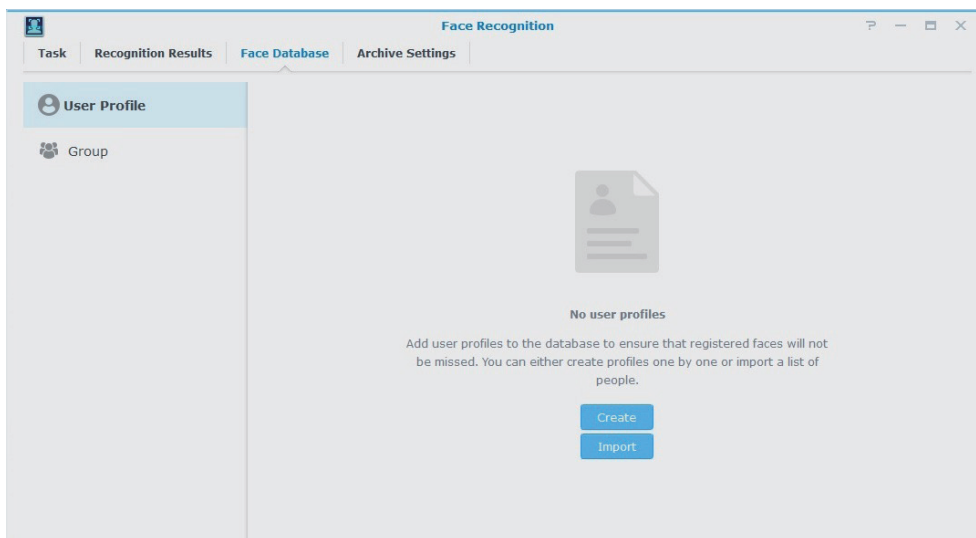 Face Recognition
Task
Recognition Results
Face Database
Archive Settings
User Profile
Group
No user profiles
Add user profiles to the database to ensure that registered faces will not
be missed. You can either create profiles one by one or import a list of
people.
Create
Import